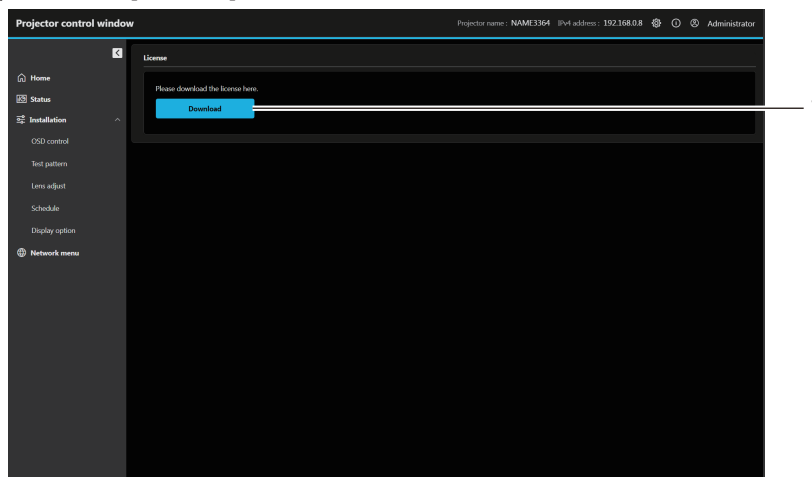 Projector control window Projector name : NAME3364 IPv4 address : 192.168.0.8 Administrator
License
Please download the license here.
Download
Home
Status
Installation
OSD control
Test pattern
Lens adjust
Schedule
Display option
Network menu